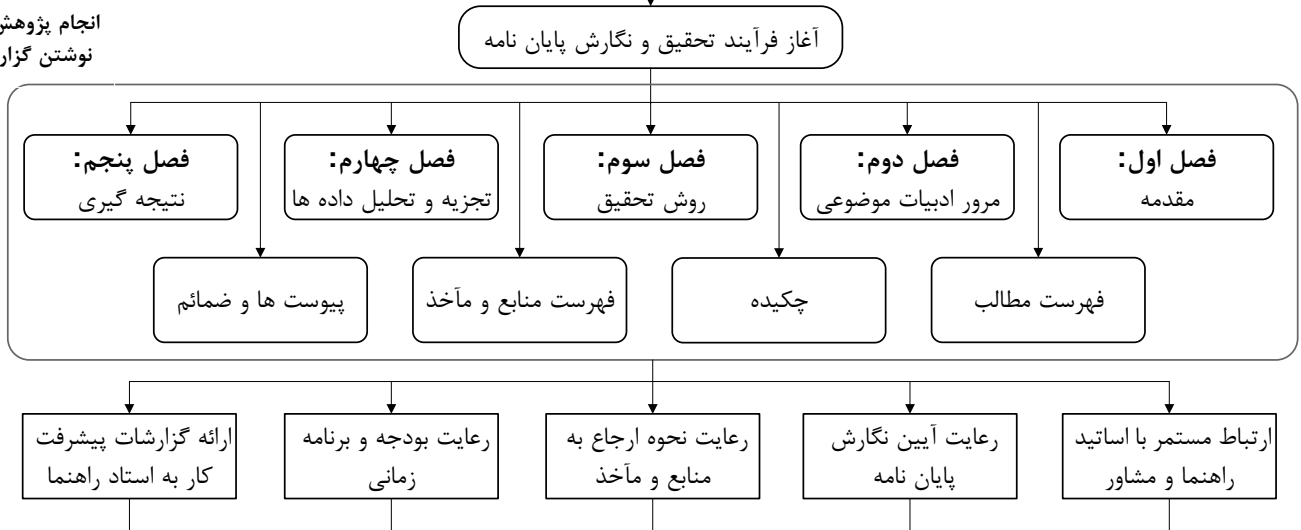 انجام پژوهش
نوشتن
آغاز فرآیند تحقیق و نگارش پایان نامه
فصل اول:
مقدمه
فصل دوم:
مرور ادبیات موضوعی
فصل سوم:
روش تحقیق
فصل چهارم:
تجزیه و تحلیل داده ها
فصل پنجم:
نتیجه گیری
فهرست مطالب
چکیده
فهرست منابع و مآخذ
پیوست ها و ضمائم
ارتباط مستمر با اساتید
راهنما و مشاور
رعایت آیین نگارش
پایان نامه
رعایت نحوه ارجاع به
منابع و مآخذ
رعایت بودجه و برنامه
زمانی
ارائه گزارشات پیشرفت
کار به استاد راهنما